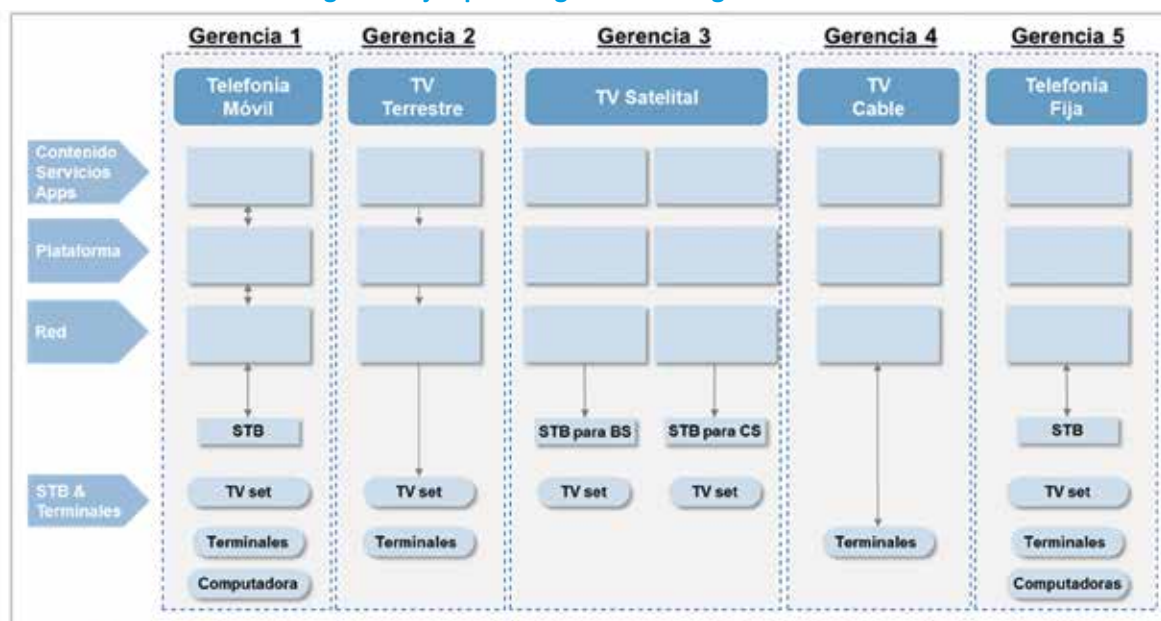 Gerencia 1 Gerencia 2 Gerencia 3 Gerencia 4 Gerencia 5
Telefonía
Móvil
TV
Terrestre
TV Satelital
TV
Cable
Telefonía
Fija
Contenido
Servicios
Apps
Plataforma
Red
STB
STB para BS
STB para CS
STB
STB &
Terminales
TV set
TV set
TV set
TV set
TV set
Terminales
Terminales
Terminales
Terminales
Computadora
Computadoras